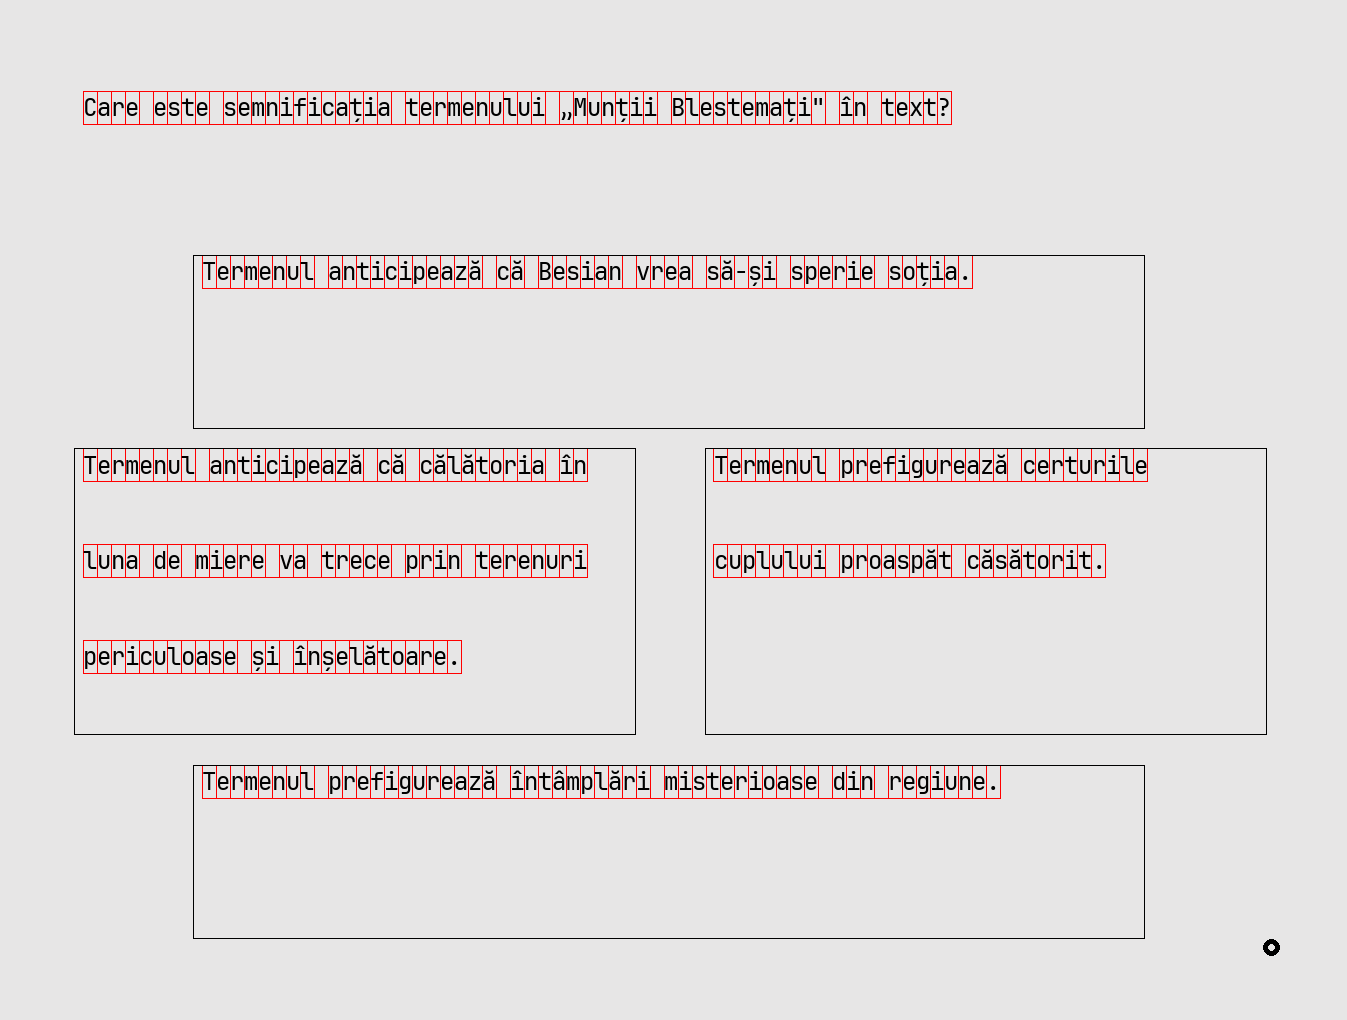 Care este semnificația termenului „Munții Blestemați" în text?
Termenul anticipează că Besian vrea să-și sperie soția.
Termenul anticipează că călătoria în
luna de miere va trece prin terenuri
periculoase și înșelătoare.
Termenul prefigurează certurile
cuplului proaspăt căsătorit.
Termenul prefigurează întâmplări misterioase din regiune.